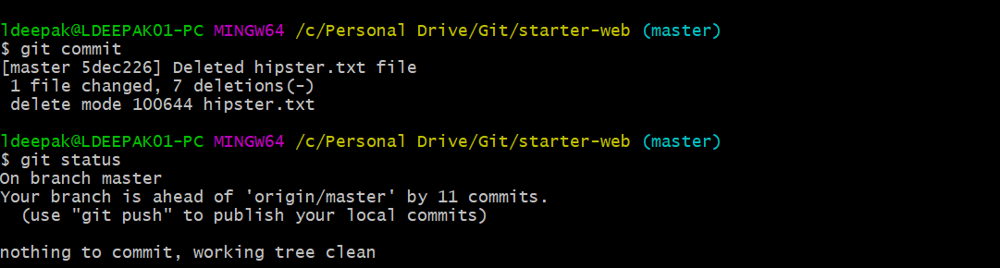 ldeepak@LDEEPAK01-PC MINGW64 /c/Personal Drive/Git/starter-web (master)
$ git commit
[master 5dec226] Deleted hipster.txt file
 1 file changed, 7 deletions(-)
 delete mode 100644 hipster.txt

ldeepak@LDEEPAK01-PC MINGW64 /c/Personal Drive/Git/starter-web (master)
$ git status
On branch master
Your branch is ahead of 'origin/master' by 11 commits.
  (use "git push" to publish your local commits)

nothing to commit, working tree clean